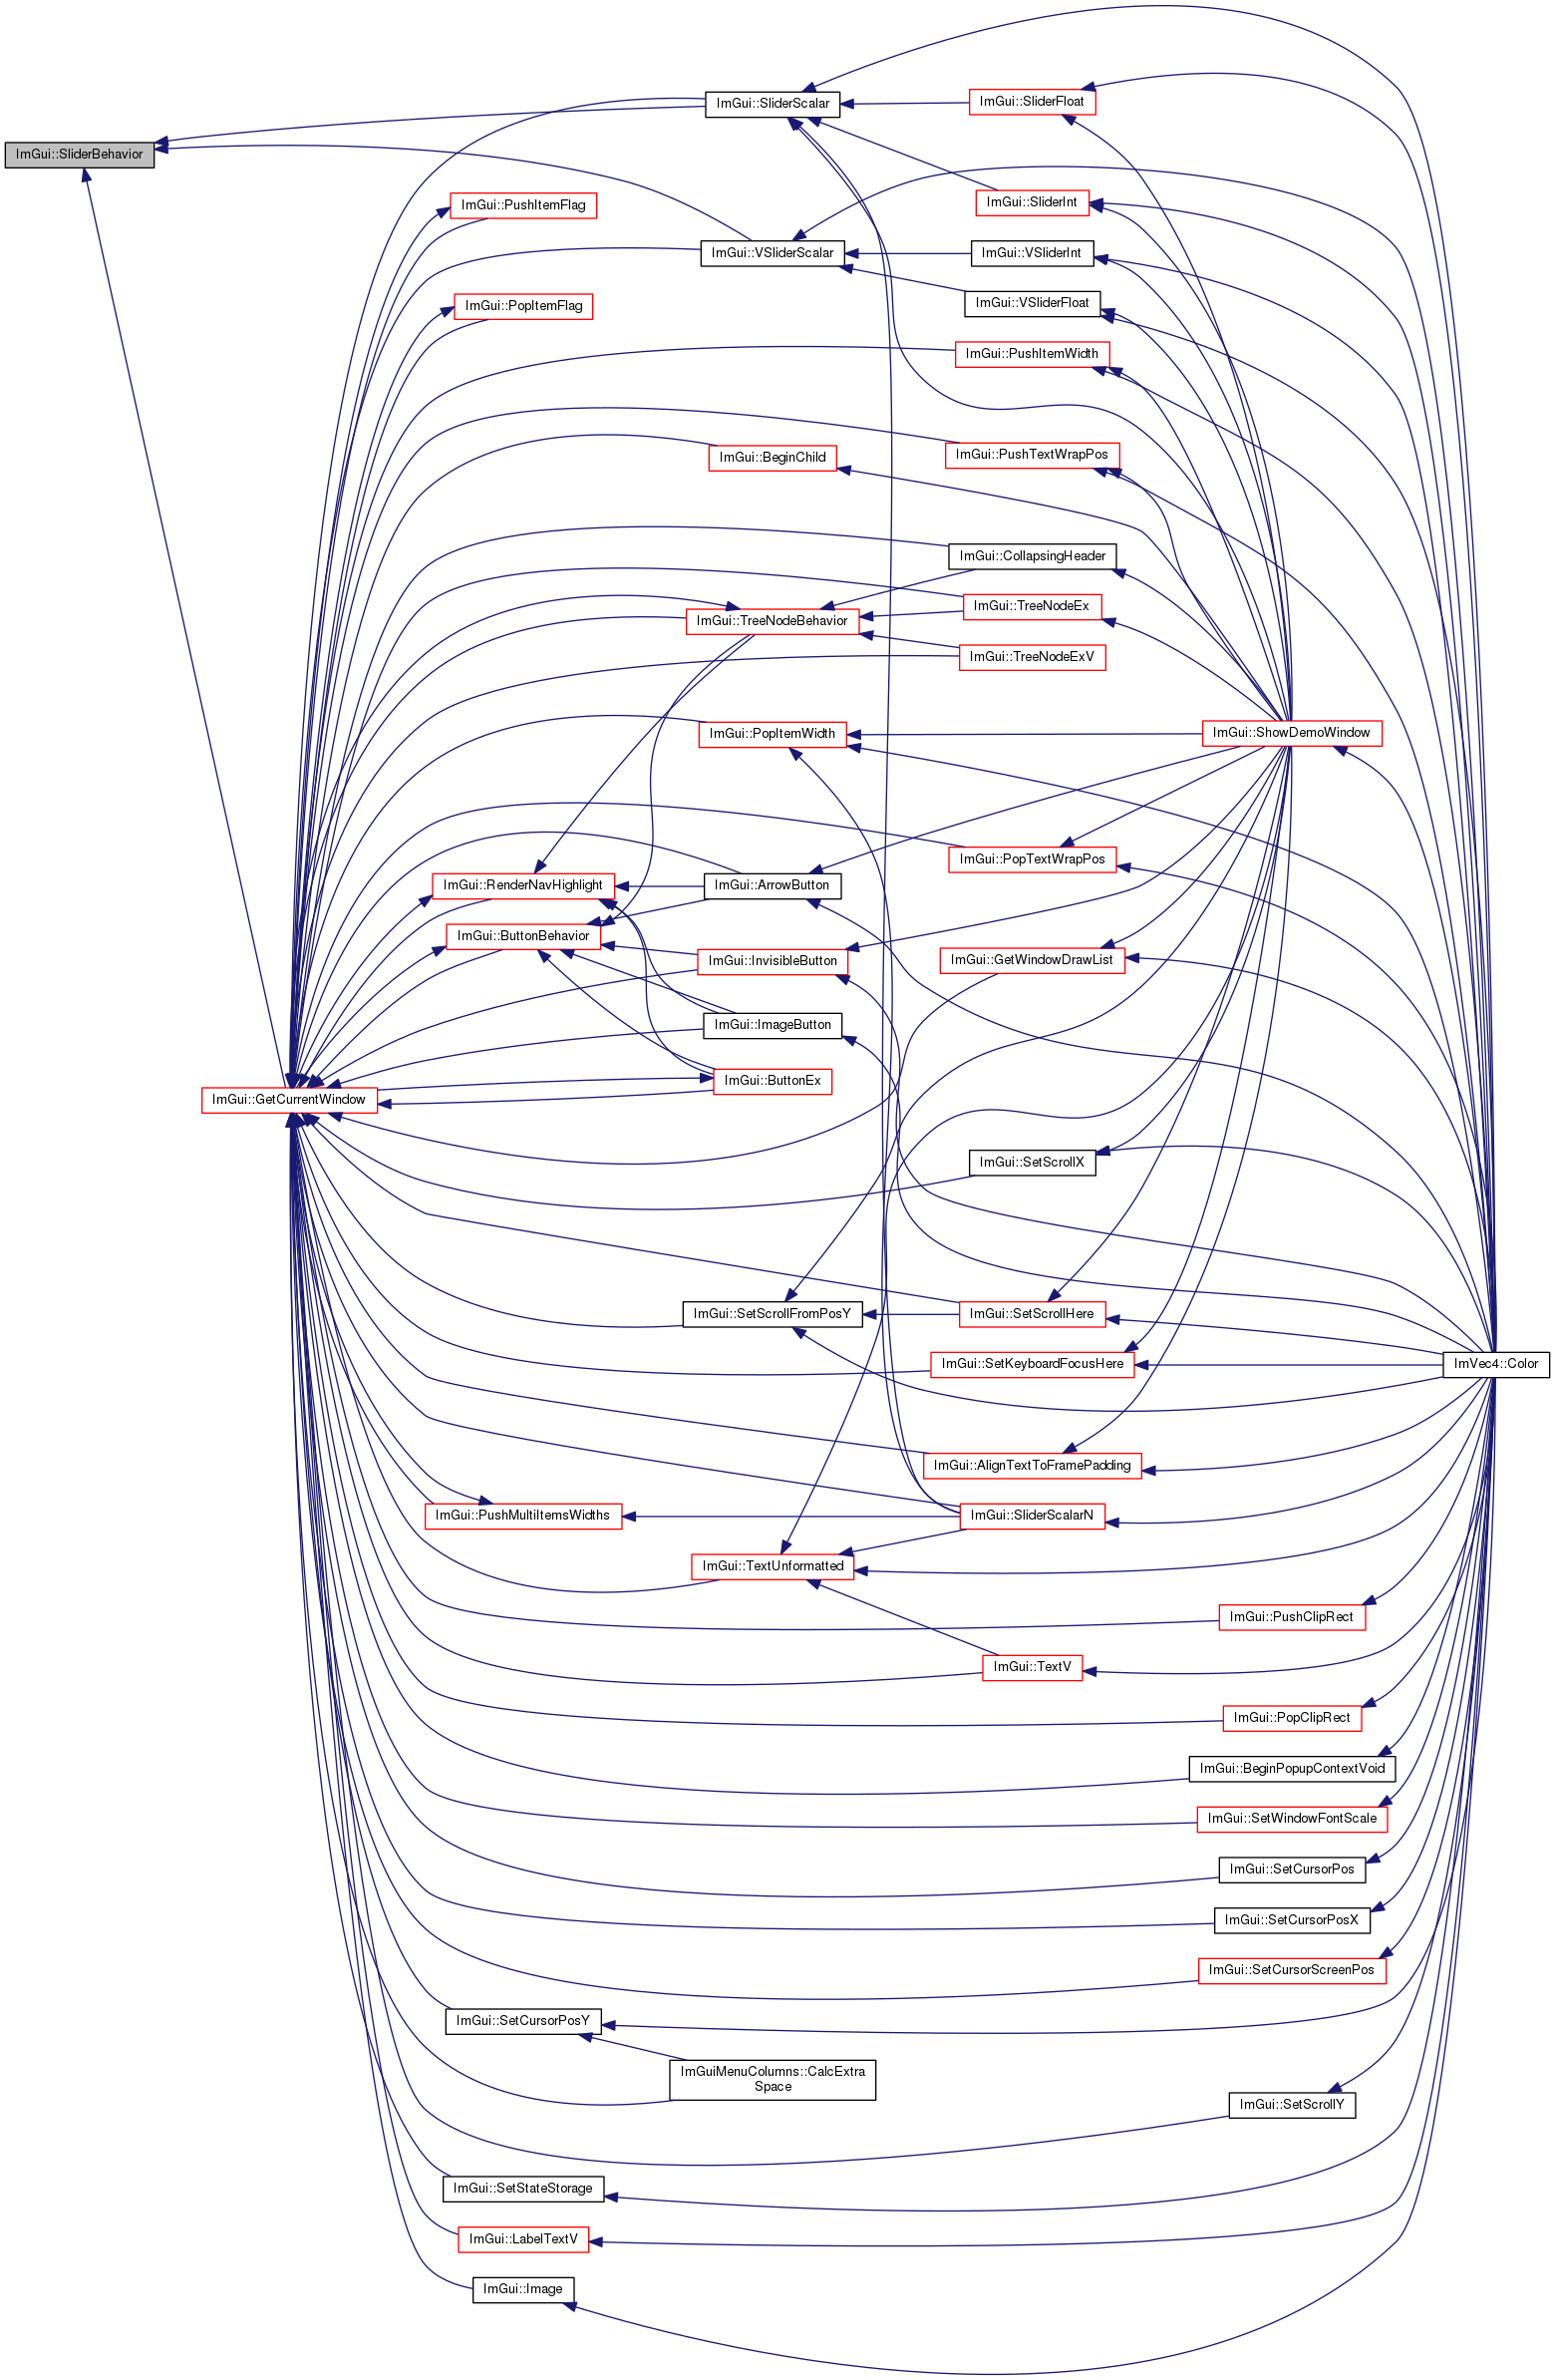 ImGui::SliderScalar
ImGui::SliderFloat
ImGui::SliderBehavior
ImGui::PushItemFlag
ImGui::SliderInt
ImGui::VSliderScalar
ImGui::VSliderInt
ImGui::PopItemFlag
ImGui::VSliderFloat
ImGui::PushItemWidth
ImGui::BeginChild
ImGui::PushTextWrapPos
ImGui::CollapsingHeader
ImGui::TreeNodeBehavior
ImGui::TreeNodeEx
ImGui::TreeNodeExV
ImGui::PopItemWidth
ImGui::ShowDemoWindow
ImGui::PopTextWrapPos
ImGui::RenderNavHighlight
ImGui::ArrowButton
ImGui::ButtonBehavior
ImGui::InvisibleButton
ImGui::GetWindowDrawList
ImGui::ImageButton
ImGui::ButtonEx
ImGui::GetCurrentWindow
ImGui::SetScrollX
ImGui::SetScrollFromPosY
ImGui::SetScrollHere
ImGui::SetKeyboardFocusHere
ImVec4::Color
ImGui::AlignTextToFramePadding
ImGui::PushMultiItemsWidths
ImGui::SliderScalarN
ImGui::TextUnformatted
ImGui::PushClipRect
ImGui::TextV
ImGui::PopClipRect
ImGui::BeginPopupContextVoid
ImGui::SetWindowFontScale
ImGui::SetCursorPos
ImGui::SetCursorPosX
ImGui::SetCursorScreenPos
ImGui::SetCursorPosY
ImGuiMenuColumns::CalcExtra
Space
ImGui::SetScrollY
ImGui::SetStateStorage
ImGui::LabelTextV
ImGui::Image